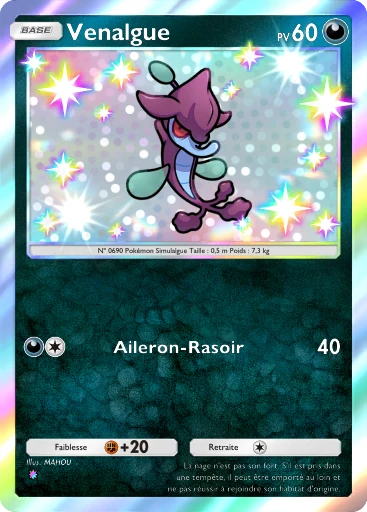 BASE
Venalgue
PV 60
N° 0690 Pokémon Simulalgue Taille : 0,5 m Poids : 7,3 kg
Aileron-Rasoir 40
Faiblesse +20 Retraite
Illus. MAHOU
La nage n'est pas son fort. S'il est pris dans
une tempête, il peut être emporté au loin et
ne pas réussir à rejoindre son habitat d'origine.